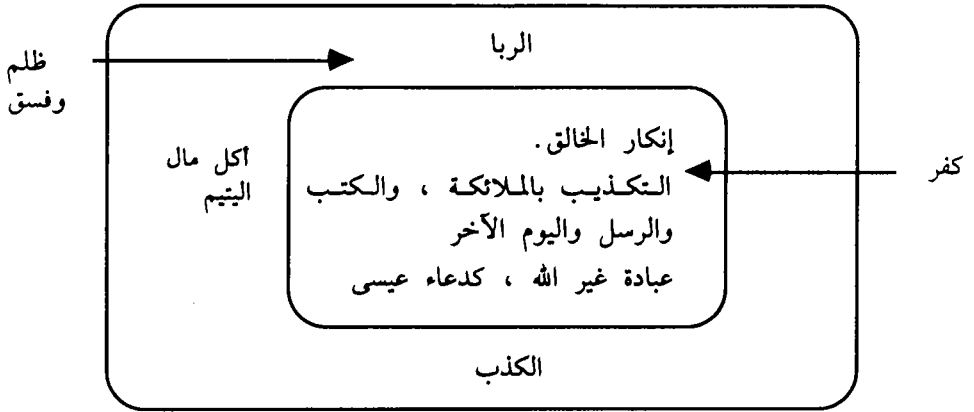 الربا
ظلم
وفسق
إنكار الخالق.
التكذيب بالملائكة ، والكتب
والرسل واليوم الآخر
عبادة غير الله ، كدعاء عيسى
كفر
أكل مال
اليتيم
الكذب